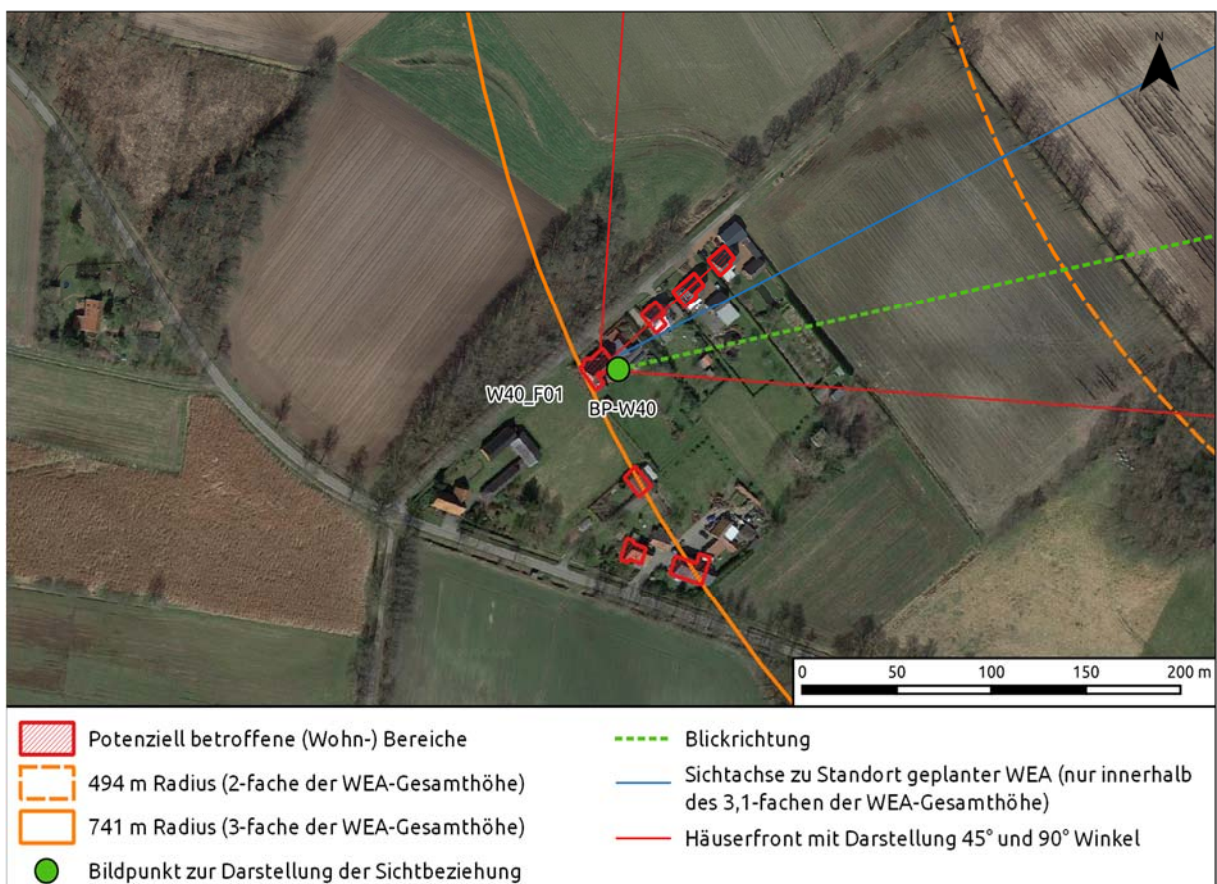 N
W40_F01
BP-W40
0 50 100 150 200 m
Potenziell betroffene (Wohn-) Bereiche
494 m Radius (2-fache der WEA-Gesamthöhe)
741 m Radius (3-fache der WEA-Gesamthöhe)
Bildpunkt zur Darstellung der Sichtbeziehung
Blickrichtung
Sichtachse zu Standort geplanter WEA (nur innerhalb
des 3,1-fachen der WEA-Gesamthöhe)
Häuserfront mit Darstellung 45° und 90° Winkel